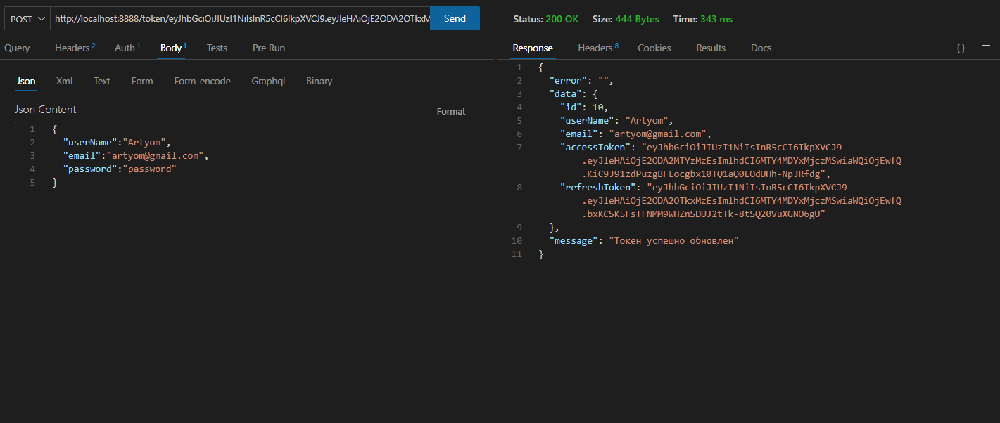 POST http://localhost:8888/token/eyJhbGciOiJIUzI1NiIsInR5cCI6IkpXVCJ9.eyJleHAiOjE2ODA2OTkxM Send
Query Headers 2 Auth 1 Body 1 Tests Pre Run
Json Xml Text Form Form-encode Graphql Binary
Json Content Format
1 {
2 "userName":"Artyom",
3 "email":"artyom@gmail.com",
4 "password":"password"
5 }
Status: 200 OK Size: 444 Bytes Time: 343 ms
Response Headers 8 Cookies Results Docs { }
1 {
2 "error": "",
3 "data": {
4 "id": 10,
5 "userName": "Artyom",
6 "email": "artyom@gmail.com",
7 "accessToken": "eyJhbGciOiJIUzI1NiIsInR5cCI6IkpXVCJ9
.eyJleHAiOjE2ODA2MTYzMzEsImlhdCI6MTY4MDYxMjczMSwiaWQiOjEwfQ
.KiC9J91zdPuzgBFLocgbx10TQ1aQ0LOdUHh-NpJRfdg",
8 "refreshToken": "eyJhbGciOiJIUzI1NiIsInR5cCI6IkpXVCJ9
.eyJleHAiOjE2ODA2OTkxMzEsImlhdCI6MTY4MDYxMjczMSwiaWQiOjEwfQ
.bxKCSK5FsTFNMM9WHZnSDUJ2tTk-8tSQ20VuXGNO6gU"
9 },
10 "message": "Токен успешно обновлен"
11 }